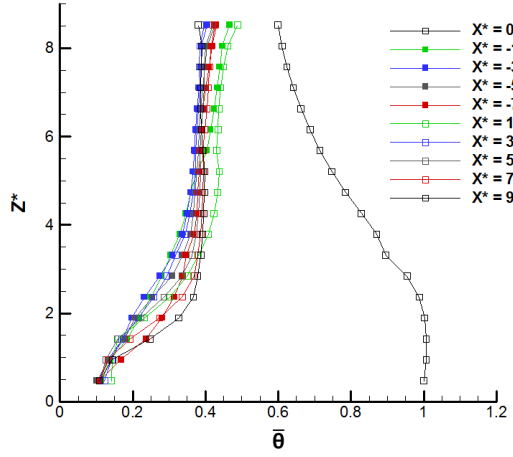 X* = 0
X* = -1
X* = -3
X* = -5
X* = -7
X* = 1
X* = 3
X* = 5
X* = 7
X* = 9
8
6
4
2
0
Z*
0 0.2 0.4 0.6 0.8 1 1.2
θ̅